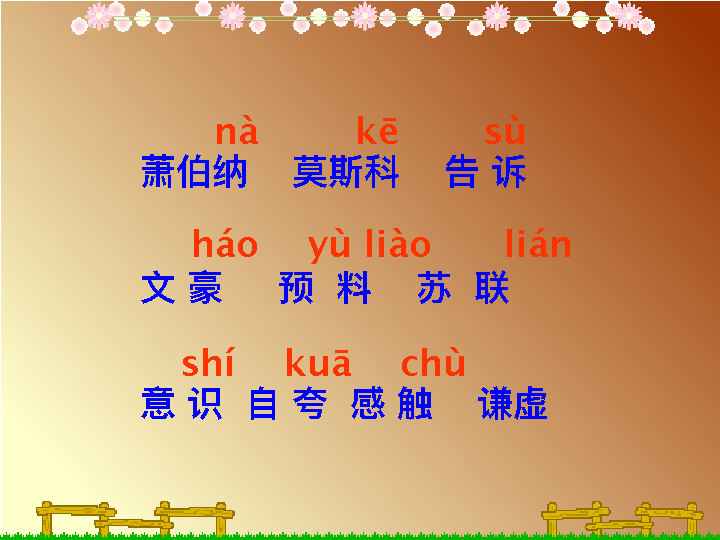 nà kē sù
萧伯纳 莫斯科 告 诉
háo yù liào lián
文 豪 预 料 苏 联
shí kuā chù
意 识 自 夸 感 触 谦虚